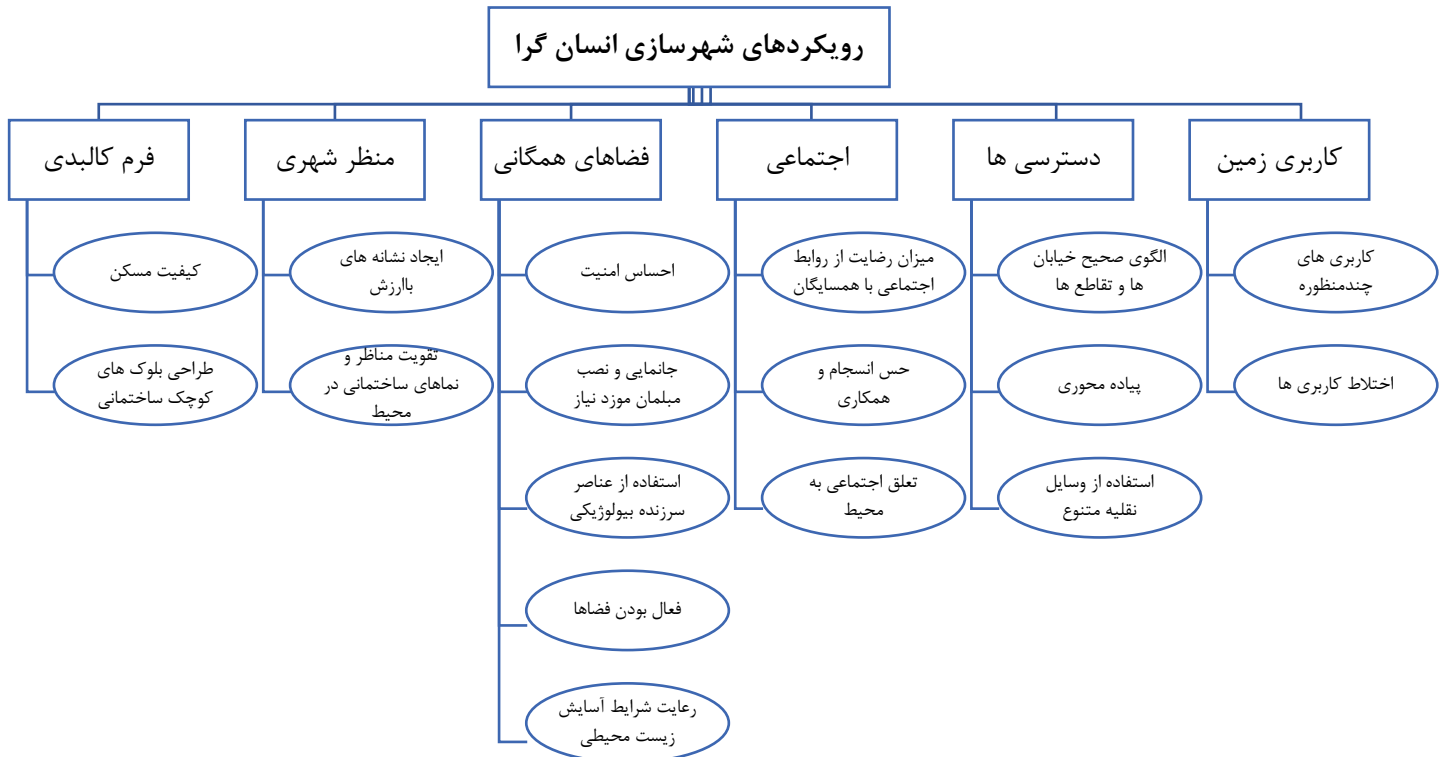 رویکردهای شهرسازی انسان گرا
کاربری زمین
کاربری های
چندمنظوره
اختلاط کاربری ها
دسترسی ها
الگوی صحیح خیابان
ها و تقاطع ها
پیاده محوری
استفاده از وسایل
نقلیه متنوع
اجتماعی
میزان رضایت از روابط
اجتماعی با همسایگان
حس انسجام و
همکاری
تعلق اجتماعی به
محیط
فضاهای همگانی
احساس امنیت
جانمایی و نصب
مبلمان موزد نیاز
استفاده از عناصر
سرزنده بیولوژیکی
فعال بودن فضاها
رعایت شرایط آسایش
زیست محیطی
منظر شهری
ایجاد نشانه های
باارزش
تقویت مناظر و
نماهای ساختمانی در
محیط
فرم کالبدی
کیفیت مسکن
طراحی بلوک های
کوچک ساختمانی